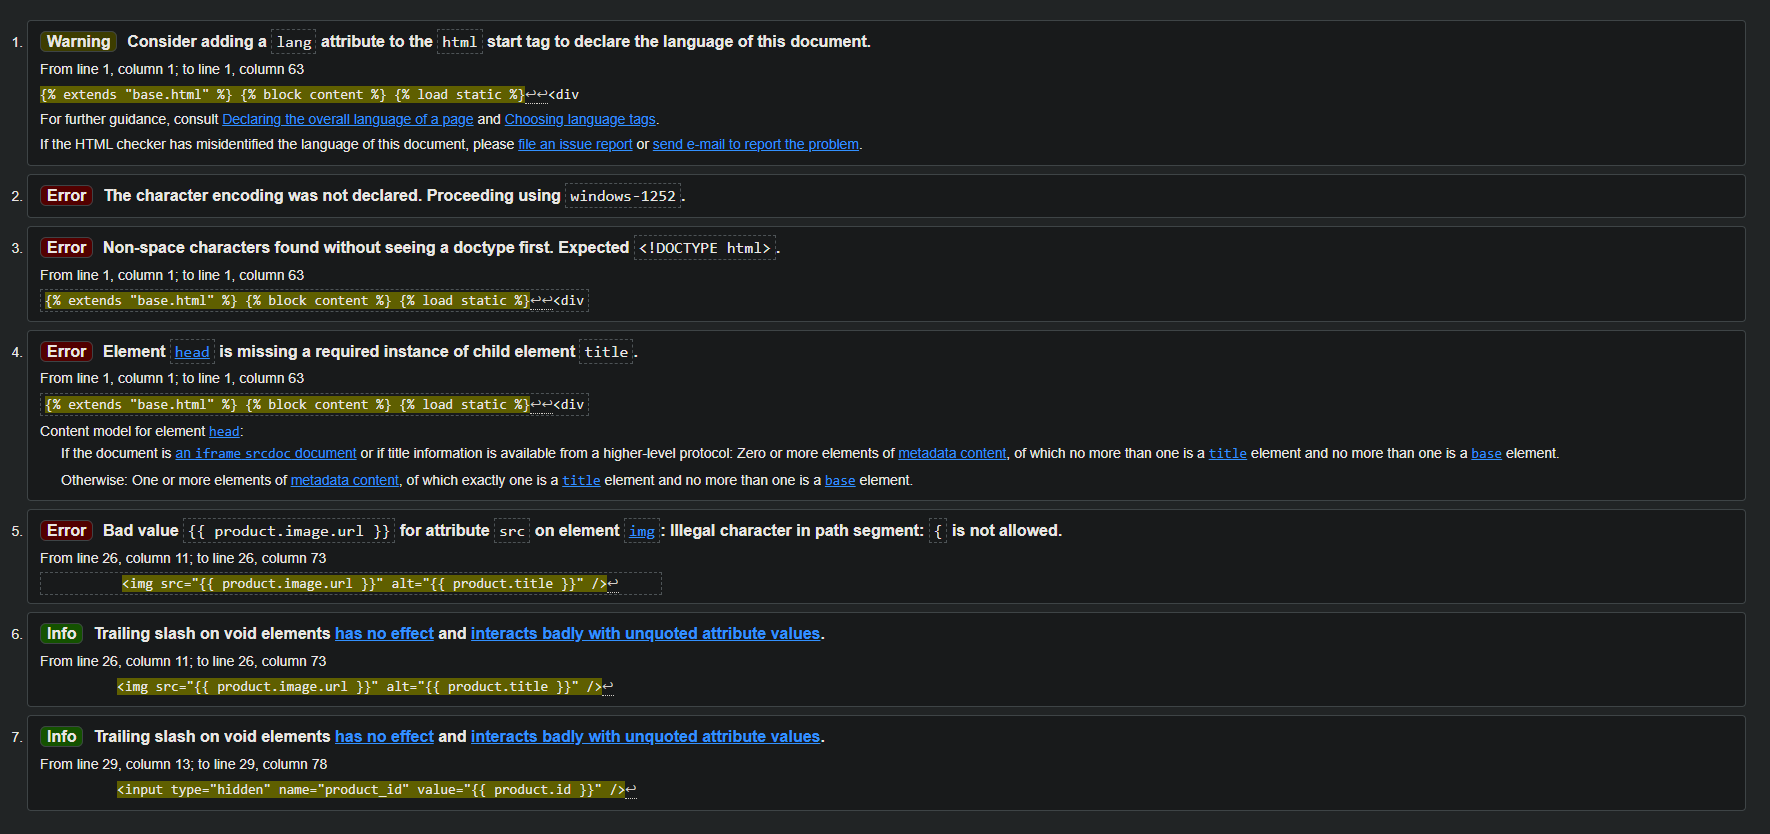 1. Warning Consider adding a lang attribute to the html start tag to declare the language of this document.
From line 1, column 1; to line 1, column 63
{% extends "base.html" %} {% block content %} {% load static %}↩↩<div
For further guidance, consult Declaring the overall language of a page and Choosing language tags.
If the HTML checker has misidentified the language of this document, please file an issue report or send e-mail to report the problem.
2. Error The character encoding was not declared. Proceeding using windows-1252.
3. Error Non-space characters found without seeing a doctype first. Expected <!DOCTYPE html>.
From line 1, column 1; to line 1, column 63
{% extends "base.html" %} {% block content %} {% load static %}↩↩<div
4. Error Element head is missing a required instance of child element title.
From line 1, column 1; to line 1, column 63
{% extends "base.html" %} {% block content %} {% load static %}↩↩<div
Content model for element head:
If the document is an iframe srcdoc document or if title information is available from a higher-level protocol: Zero or more elements of metadata content, of which no more than one is a title element and no more than one is a base element.
Otherwise: One or more elements of metadata content, of which exactly one is a title element and no more than one is a base element.
5. Error Bad value {{ product.image.url }} for attribute src on element img: Illegal character in path segment: { is not allowed.
From line 26, column 11; to line 26, column 73
<img src="{{ product.image.url }}" alt="{{ product.title }}" />↩
6. Info Trailing slash on void elements has no effect and interacts badly with unquoted attribute values.
From line 26, column 11; to line 26, column 73
<img src="{{ product.image.url }}" alt="{{ product.title }}" />↩
7. Info Trailing slash on void elements has no effect and interacts badly with unquoted attribute values.
From line 29, column 13; to line 29, column 78
<input type="hidden" name="product_id" value="{{ product.id }}" />↩